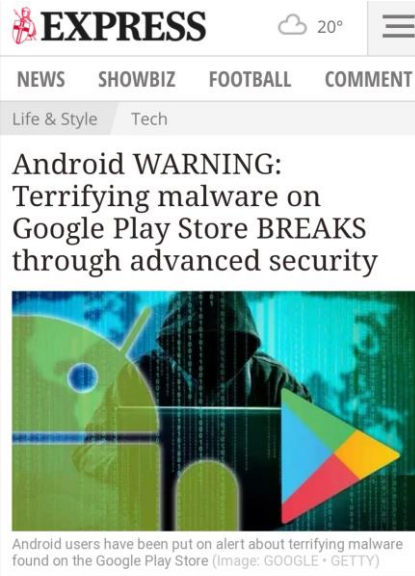 EXPRESS
20°
NEWS SHOWBIZ FOOTBALL COMMENT
Life & Style Tech
Android WARNING:
Terrifying malware on
Google Play Store BREAKS
through advanced security
Android users have been put on alert about terrifying malware
found on the Google Play Store (Image: GOOGLE • GETTY)